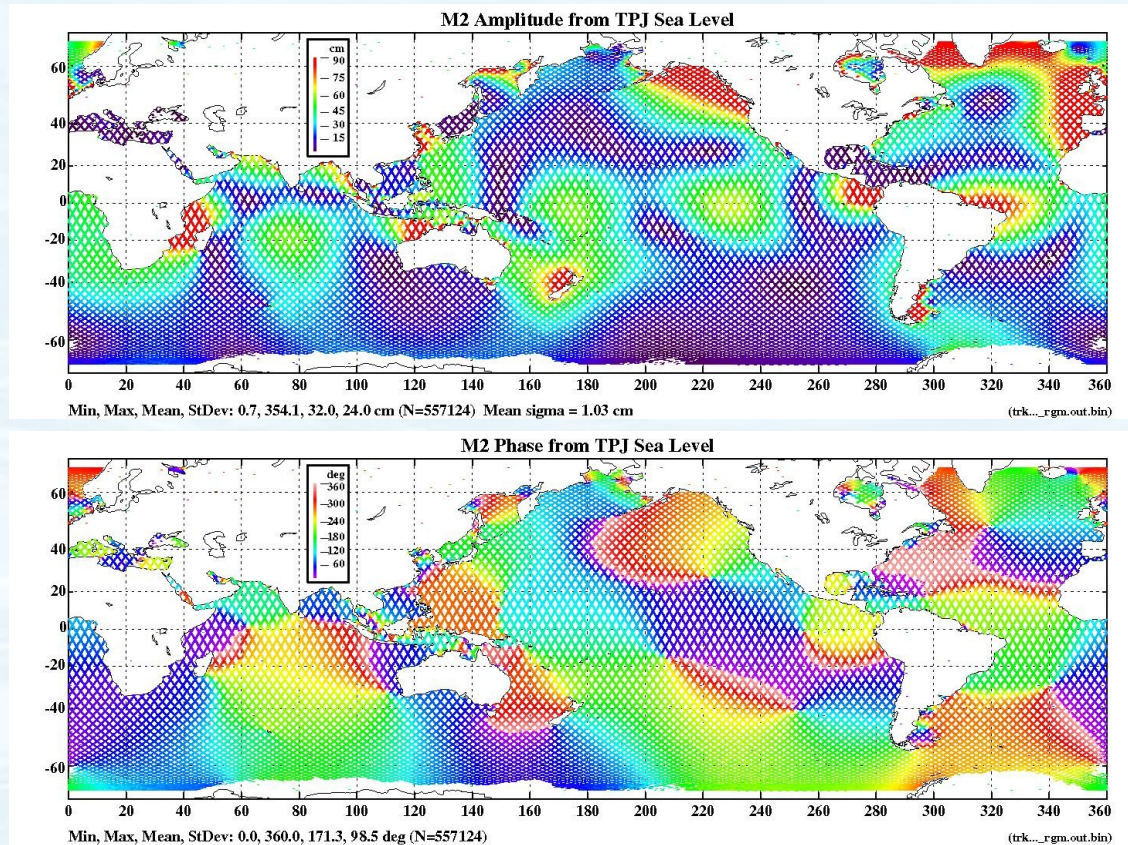 M2 Amplitude from TPJ Sea Level
cm
90
75
60
45
30
15
60
40
20
0
-20
-40
-60
0 20 40 60 80 100 120 140 160 180 200 220 240 260 280 300 320 340 360
Min, Max, Mean, StDev: 0.7, 354.1, 32.0, 24.0 cm (N=557124) Mean sigma = 1.03 cm
(trk..._rgm.out.bin)
M2 Phase from TPJ Sea Level
deg
360
300
240
180
120
60
60
40
20
0
-20
-40
-60
0 20 40 60 80 100 120 140 160 180 200 220 240 260 280 300 320 340 360
Min, Max, Mean, StDev: 0.0, 360.0, 171.3, 98.5 deg (N=557124)
(trk..._rgm.out.bin)